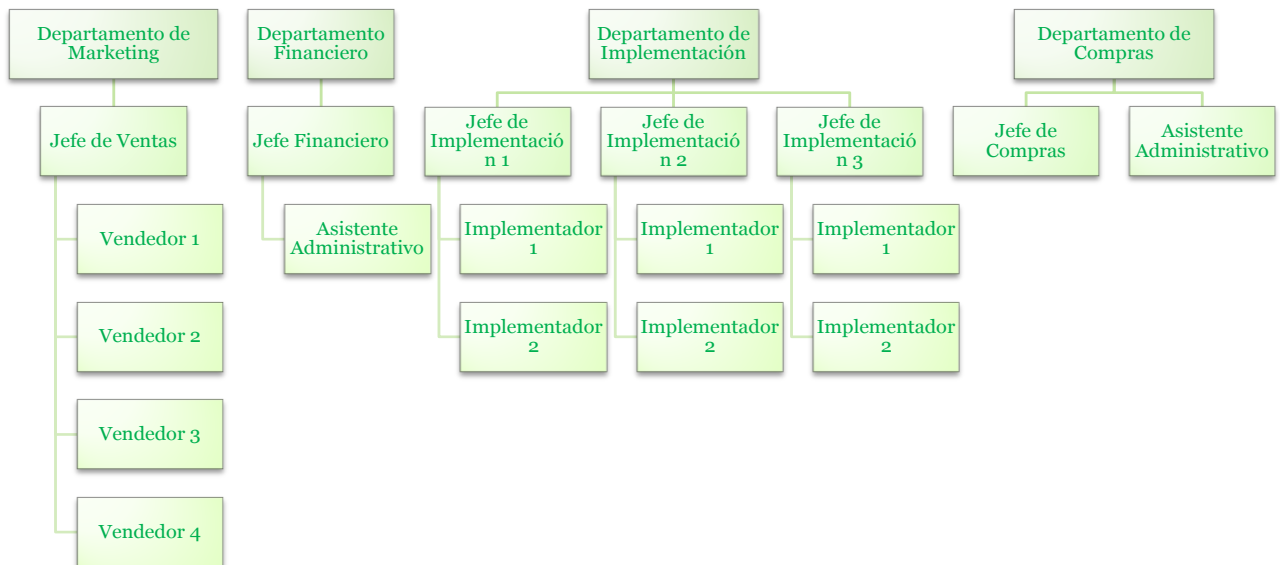 Departamento de
Marketing
Departamento
Financiero
Departamento de
Implementación
Departamento de
Compras
Jefe de Ventas
Jefe Financiero
Jefe de
Implementació
n 1
Jefe de
Implementació
n 2
Jefe de
Implementació
n 3
Jefe de
Compras
Asistente
Administrativo
Vendedor 1
Asistente
Administrativo
Implementador
1
Implementador
1
Implementador
1
Vendedor 2
Implementador
2
Implementador
2
Implementador
2
Vendedor 3
Vendedor 4